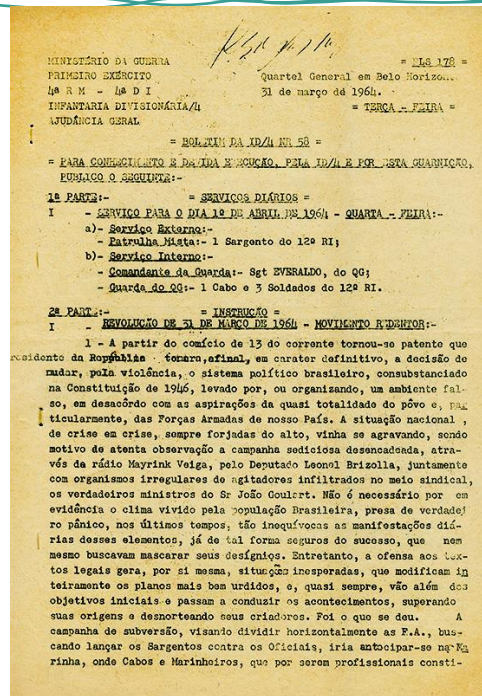 MINISTÉRIO DA GUERRA = FLS 178 =
PRIMEIRO EXÉRCITO Quartel General em Belo Horizon
4ª R M - 4ª D I 31 de março de 1964.
INFANTARIA DIVISIONÁRIA/4 = TERÇA - FEIRA =
AJUDÂNCIA GERAL
= BOLETIM DA ID/4 NR 58 =
= PARA CONHECIMENTO E DEVIDA EXECUÇÃO, PELA ID/4 E POR ESTA GUARNIÇÃO,
PUBLICO O SEGUINTE:-
1ª PARTE:- = SERVIÇOS DIÁRIOS =
I - SERVIÇO PARA O DIA 1º DE ABRIL DE 1964 - QUARTA - FEIRA:-
a)- Serviço Externo:-
- Patrulha Mista:- 1 Sargento do 12º RI;
b)- Serviço Interno:-
- Comandante da Guarda:- Sgt EVERALDO, do QG;
- Guarda do QG:- 1 Cabo e 3 Soldados do 12º RI.
2ª PARTE:- = INSTRUÇÃO =
I - REVOLUÇÃO DE 31 DE MARÇO DE 1964 - MOVIMENTO REDENTOR:-
1 - A partir do comício de 13 do corrente tornou-se patente que
residente da República tomara,afinal, em carater definitivo, a decisão de
mudar, pela violência, o sistema político brasileiro, consubstanciado
na Constituição de 1946, levado por, ou organizando, um ambiente fal-
so, em desacôrdo com as aspirações da quasi totalidade do pôvo e, par
ticularmente, das Forças Armadas de nosso País. A situação nacional ,
de crise em crise, sempre forjadas do alto, vinha se agravando, sendo
motivo de atenta observação a campanha sediciosa desencadeada, atra-
vés da rádio Mayrink Veiga, pelo Deputado Leonel Brizolla, juntamente
com organismos irregulares de agitadores infiltrados no meio sindical,
os verdadeiros ministros do Sr João Goulart. Não é necessário por em
evidência o clima vivido pela população Brasileira, presa de verdadei
ro pânico, nos últimos tempos, tão inequívocas as manifestações diá-
rias desses elementos, já de tal forma seguros do sucesso, que nem
mesmo buscavam mascarar seus desígnios. Entretanto, a ofensa aos tex-
tos legais gera, por si mesma, situações inesperadas, que modificam in
teiramente os planos mais bem urdidos, e, quasi sempre, vão além dos
objetivos iniciais e passam a conduzir os acontecimentos, superando
suas origens e desnorteando seus criadores. Foi o que se deu. A
campanha de subversão, visando dividir horizontalmente as F.A., bus-
cando lançar os Sargentos contra os Oficiais, iria antecipar-se na Ma
rinha, onde Cabos e Marinheiros, que por serem profissionais consti-